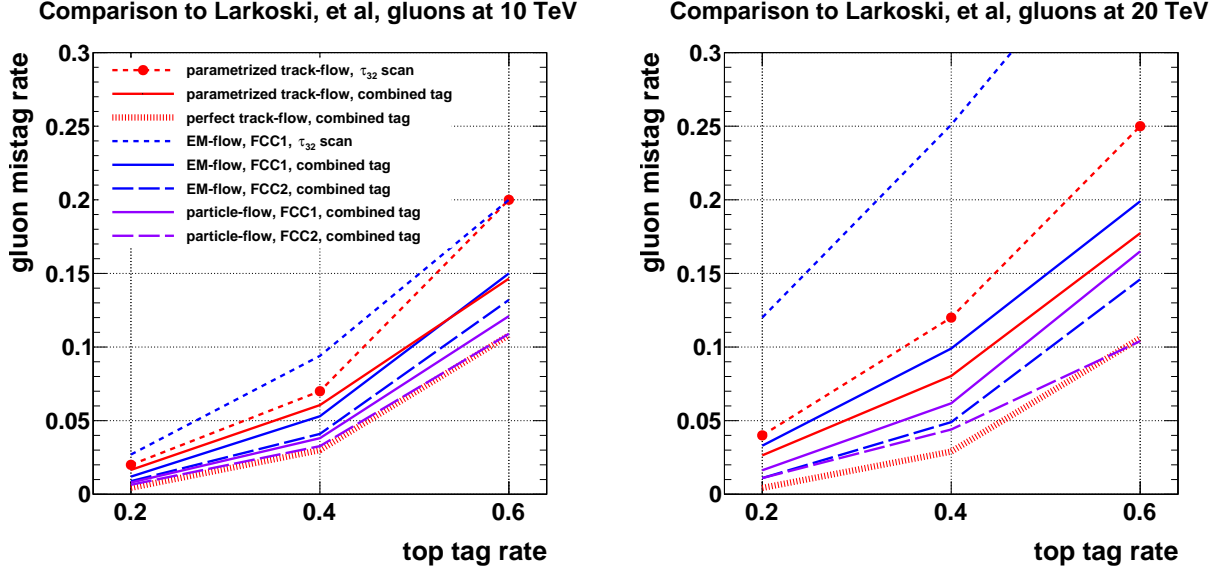 Comparison to Larkoski, et al, gluons at 10 TeV
gluon mistag rate
0.3
0.25
0.2
0.15
0.1
0.05
0
parametrized track-flow, τ32 scan
parametrized track-flow, combined tag
perfect track-flow, combined tag
EM-flow, FCC1, τ32 scan
EM-flow, FCC1, combined tag
EM-flow, FCC2, combined tag
particle-flow, FCC1, combined tag
particle-flow, FCC2, combined tag
0.2 0.4 0.6
top tag rate
Comparison to Larkoski, et al, gluons at 20 TeV
gluon mistag rate
0.3
0.25
0.2
0.15
0.1
0.05
0
0.2 0.4 0.6
top tag rate